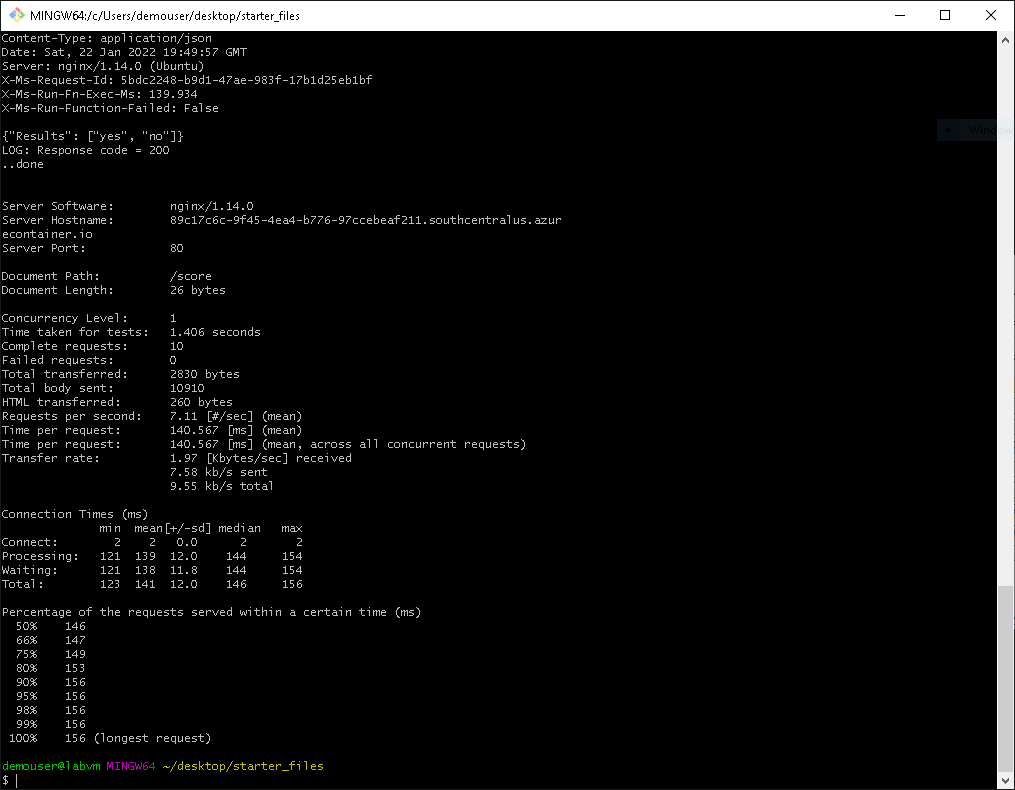 MINGW64:/c/Users/demouser/desktop/starter_files
Content-Type: application/json
Date: Sat, 22 Jan 2022 19:49:57 GMT
Server: nginx/1.14.0 (Ubuntu)
X-Ms-Request-Id: 5bdc2248-b9d1-47ae-983f-17b1d25eb1bf
X-Ms-Run-Fn-Exec-Ms: 139.934
X-Ms-Run-Function-Failed: False
{"Results": ["yes", "no"]}
LOG: Response code = 200
..done
Window
Server Software:        nginx/1.14.0
Server Hostname:        89c17c6c-9f45-4ea4-b776-97ccebeaf211.southcentralus.azur
econtainer.io
Server Port:            80
Document Path:          /score
Document Length:        26 bytes
Concurrency Level:      1
Time taken for tests:   1.406 seconds
Complete requests:      10
Failed requests:        0
Total transferred:      2830 bytes
Total body sent:        10910
HTML transferred:       260 bytes
Requests per second:    7.11 [#/sec] (mean)
Time per request:       140.567 [ms] (mean)
Time per request:       140.567 [ms] (mean, across all concurrent requests)
Transfer rate:          1.97 [Kbytes/sec] received
                        7.58 kb/s sent
                        9.55 kb/s total
Connection Times (ms)
              min  mean[+/-sd] median   max
Connect:        2    2   0.0      2       2
Processing:   121  139  12.0    144     154
Waiting:      121  138  11.8    144     154
Total:        123  141  12.0    146     156
Percentage of the requests served within a certain time (ms)
  50%    146
  66%    147
  75%    149
  80%    153
  90%    156
  95%    156
  98%    156
  99%    156
 100%    156 (longest request)
demouser@labvm MINGW64 ~/desktop/starter_files
$